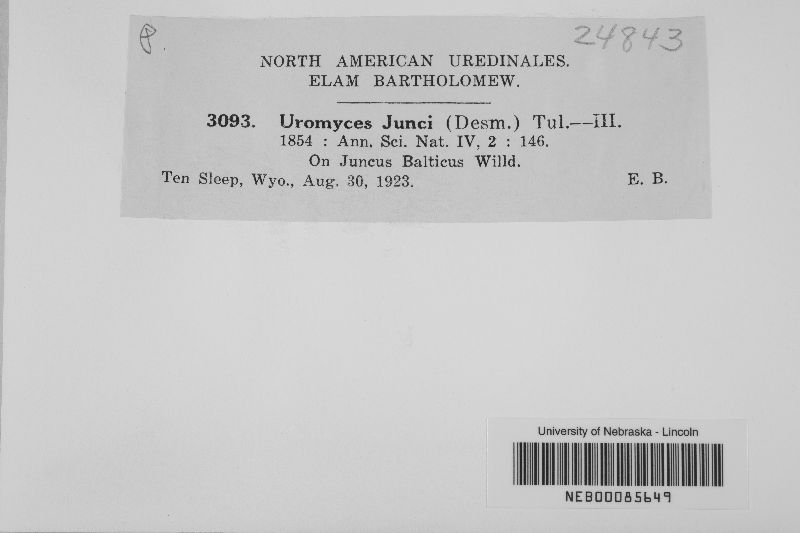 24843
NORTH AMERICAN UREDINALES.
ELAM BARTHOLOMEW.
3093. Uromyces Junci (Desm.) Tul.--III.
1854 : Ann. Sci. Nat. IV, 2 : 146.
On Juncus Balticus Willd.
Ten Sleep, Wyo., Aug. 30, 1923. E. B.
University of Nebraska - Lincoln
NEB00085649